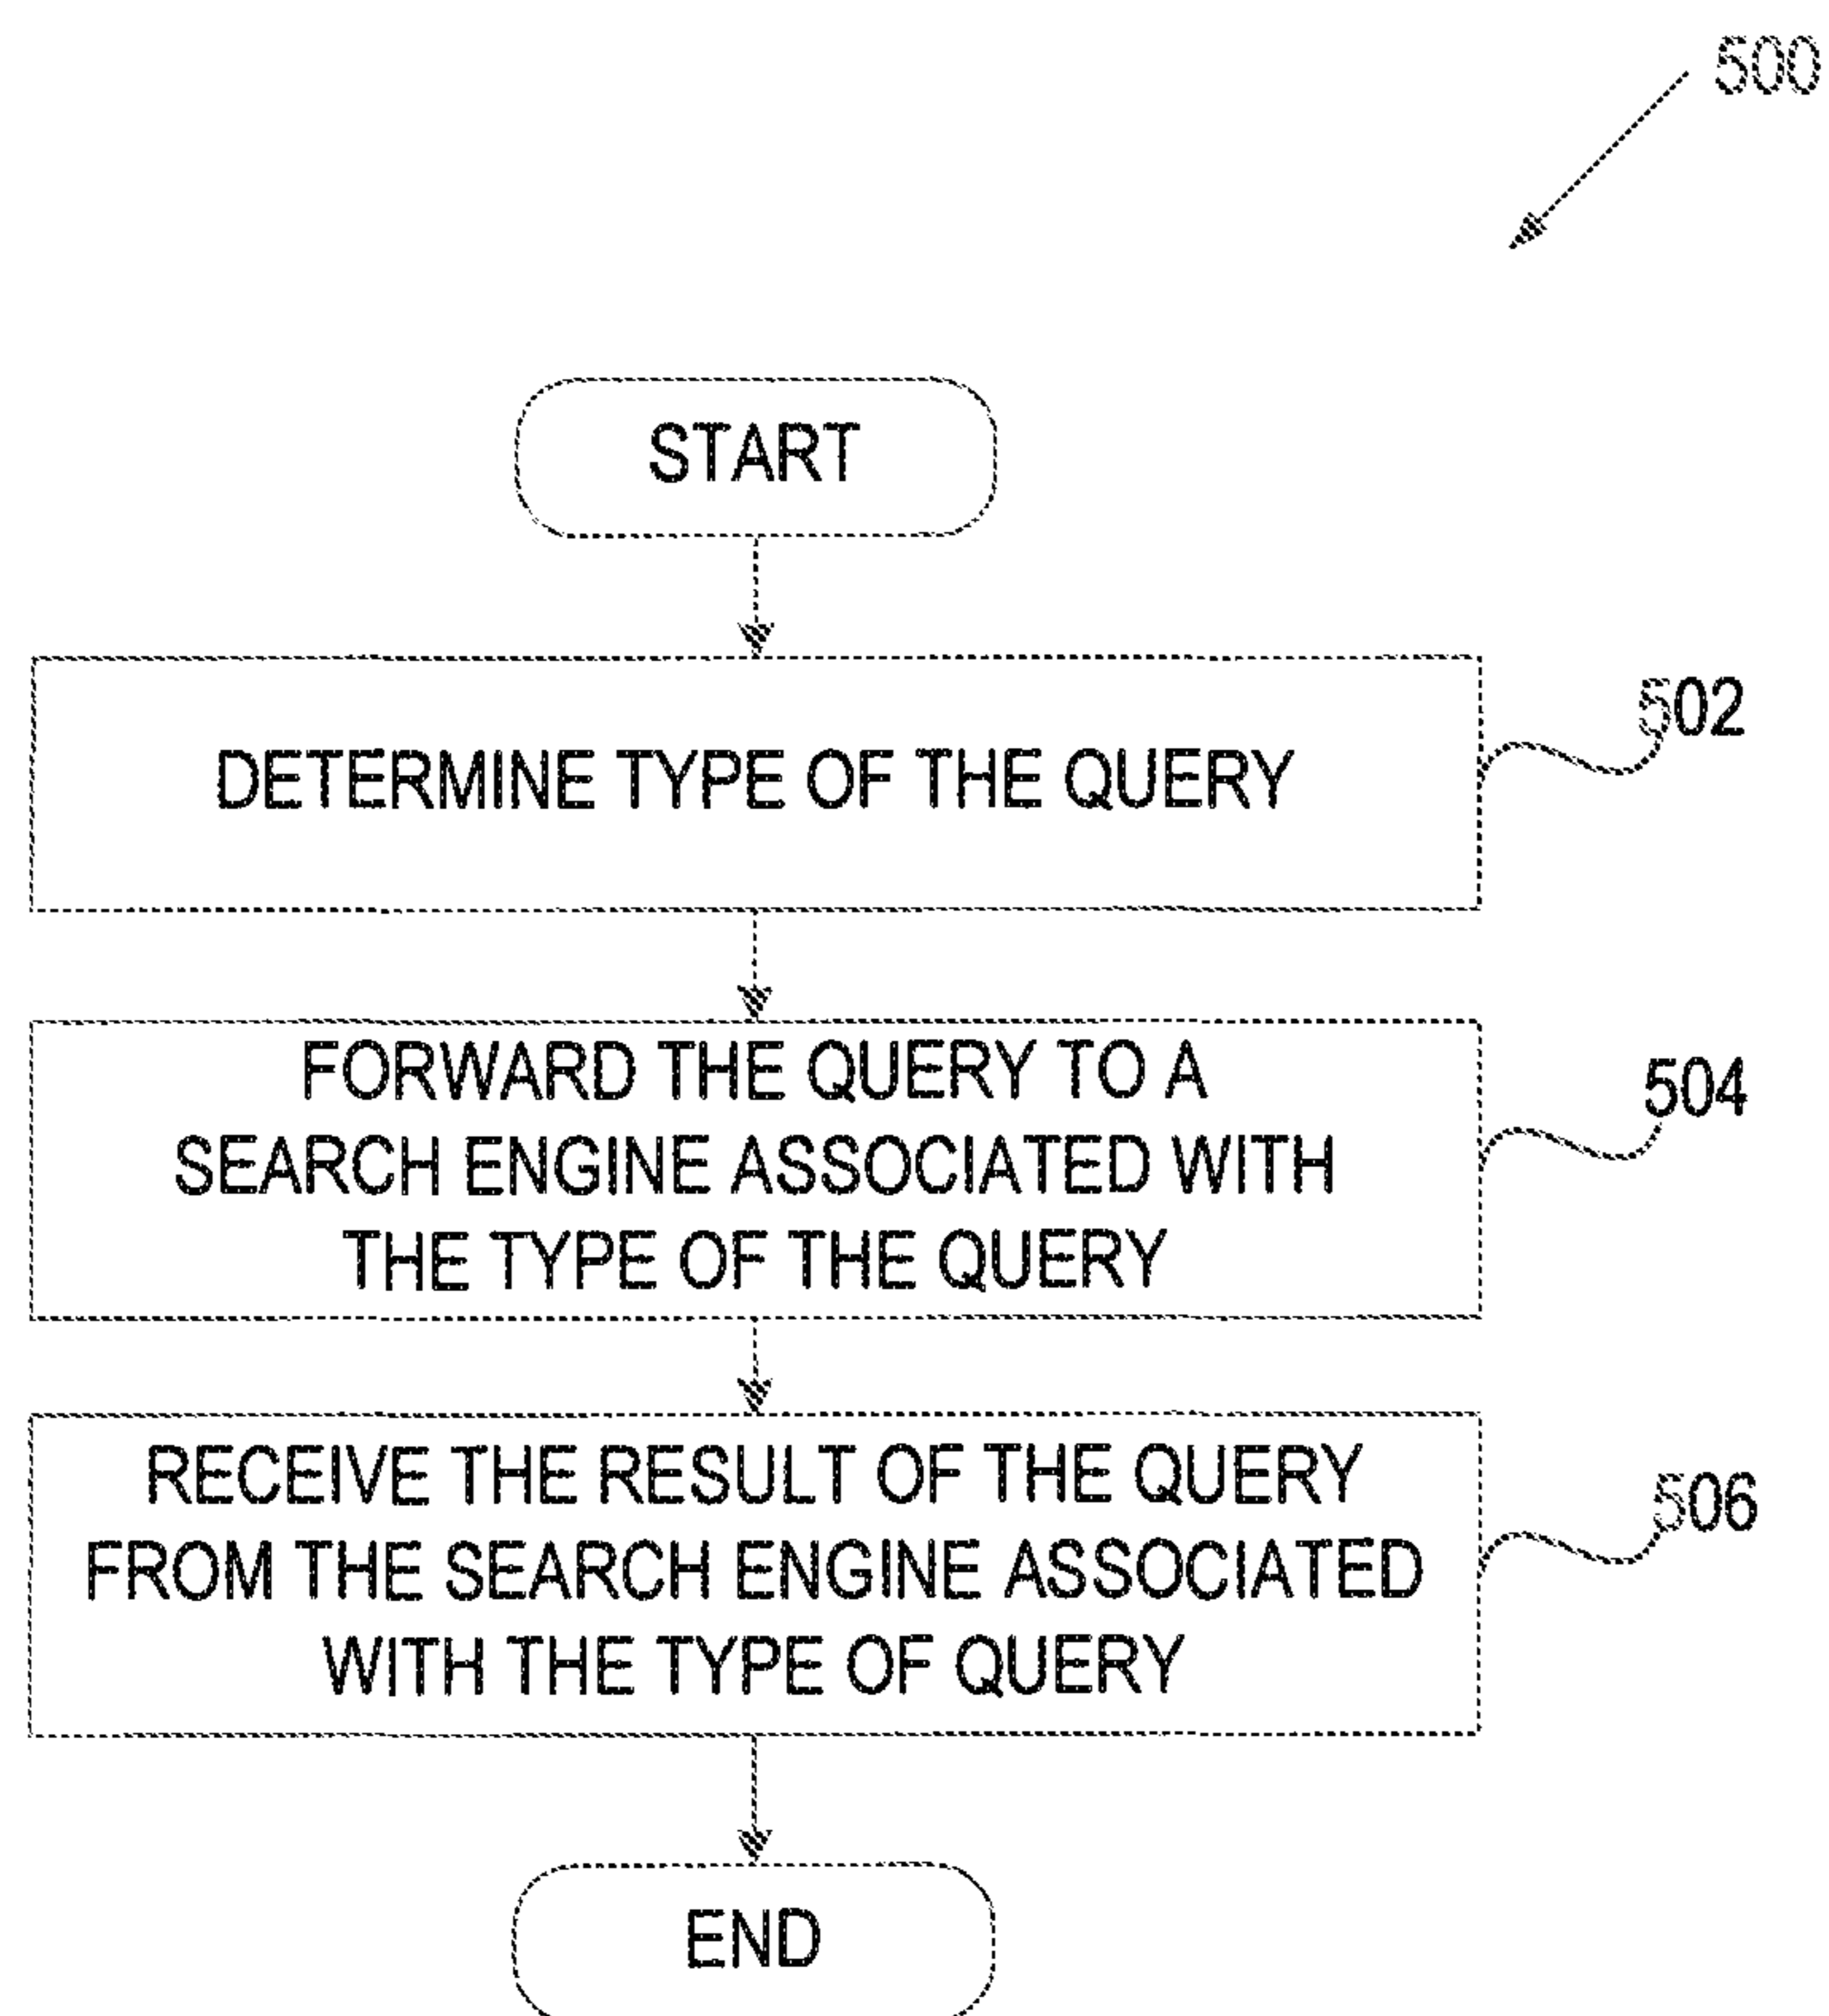 500
START
DETERMINE TYPE OF THE QUERY
502
FORWARD THE QUERY TO A
SEARCH ENGINE ASSOCIATED WITH
THE TYPE OF THE QUERY
504
RECEIVE THE RESULT OF THE QUERY
FROM THE SEARCH ENGINE ASSOCIATED
WITH THE TYPE OF QUERY
506
END